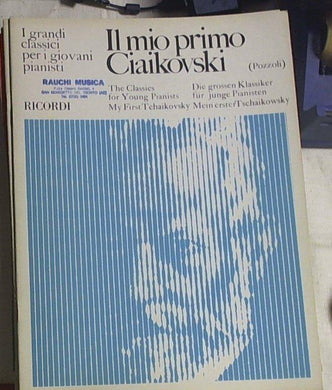 I grandi
classici
per i giovani
pianisti
Il mio primo
Ciaikovski
(Pozzoli)
RAUCHI MUSICA
The Classics
for Young Pianists
My First Tchaikovsky
Die grossen Klassiker
für junge Pianisten
Mein erster Tschaikowsky
RICORDI